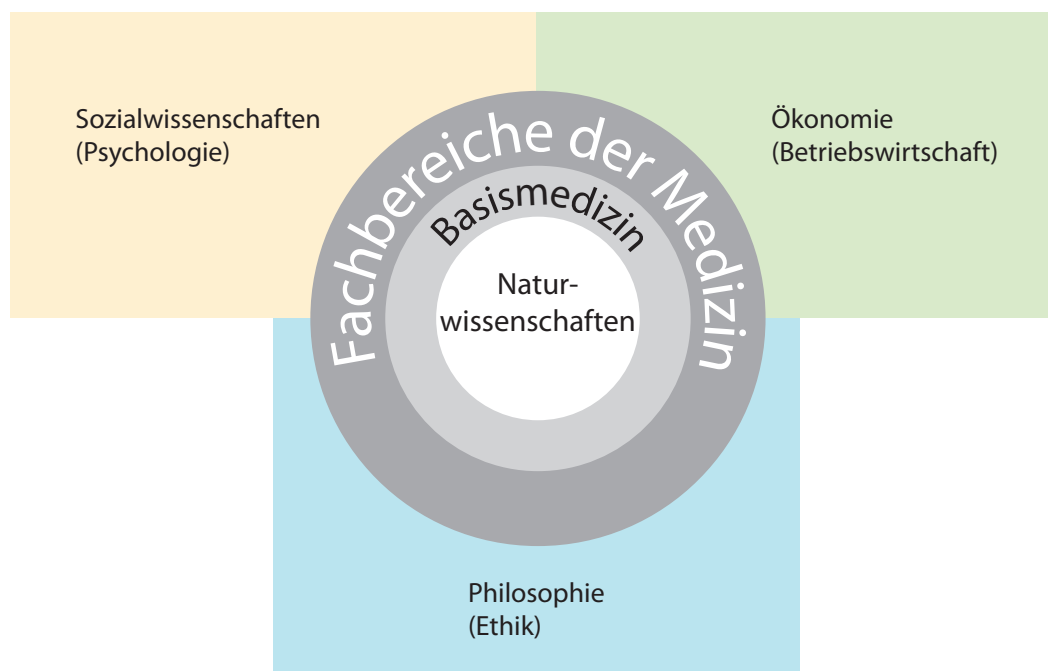 Sozialwissenschaften
(Psychologie)
Ökonomie
(Betriebswirtschaft)
Fachbereiche der Medizin
Basismedizin
Natur-
wissenschaften
Philosophie
(Ethik)